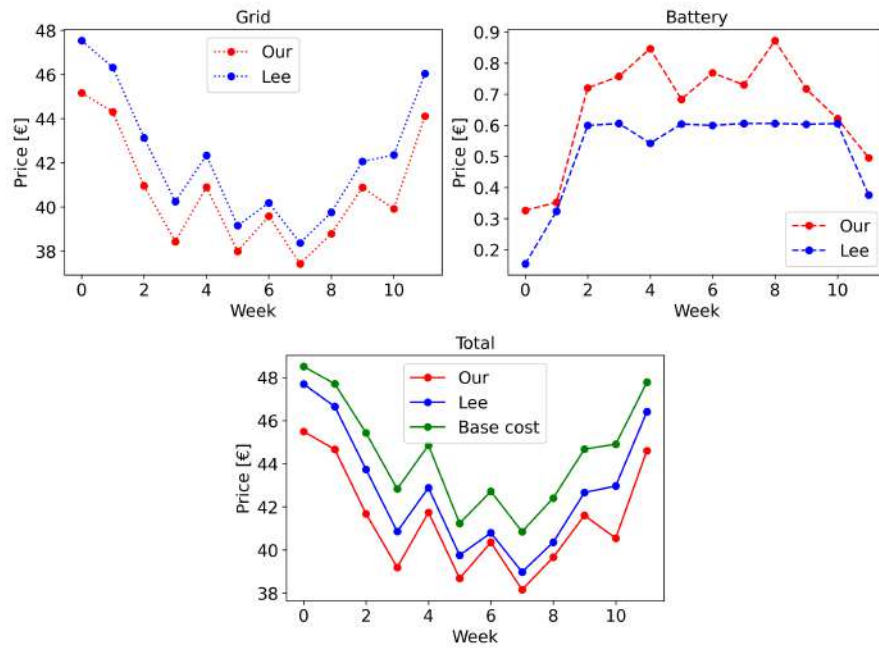 Grid
48
46
44
42
40
38
Price [€]
Our
Lee
0 2 4 6 8 10
Week
Battery
0.9
0.8
0.7
0.6
0.5
0.4
0.3
0.2
Price [€]
Our
Lee
0 2 4 6 8 10
Week
Total
48
46
44
42
40
38
Price [€]
Our
Lee
Base cost
0 2 4 6 8 10
Week